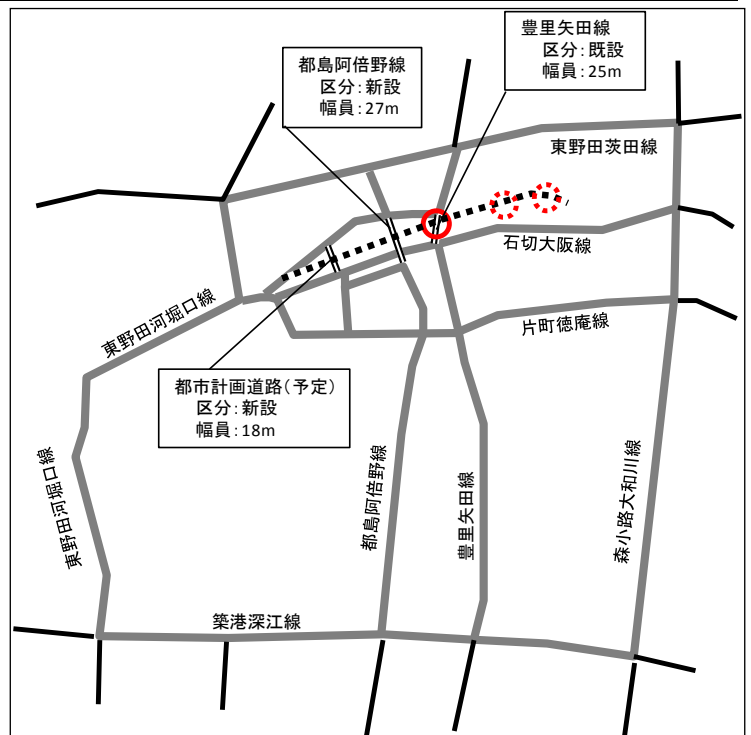 豊里矢田線
区分：既設
幅員：25m
都島阿倍野線
区分：新設
幅員：27m
東野田茨田線
石切大阪線
東野田河堀口線
片町徳庵線
都市計画道路（予定）
区分：新設
幅員：18m
東野田河堀口線
都島阿倍野線
豊里矢田線
森小路大和川線
築港深江線